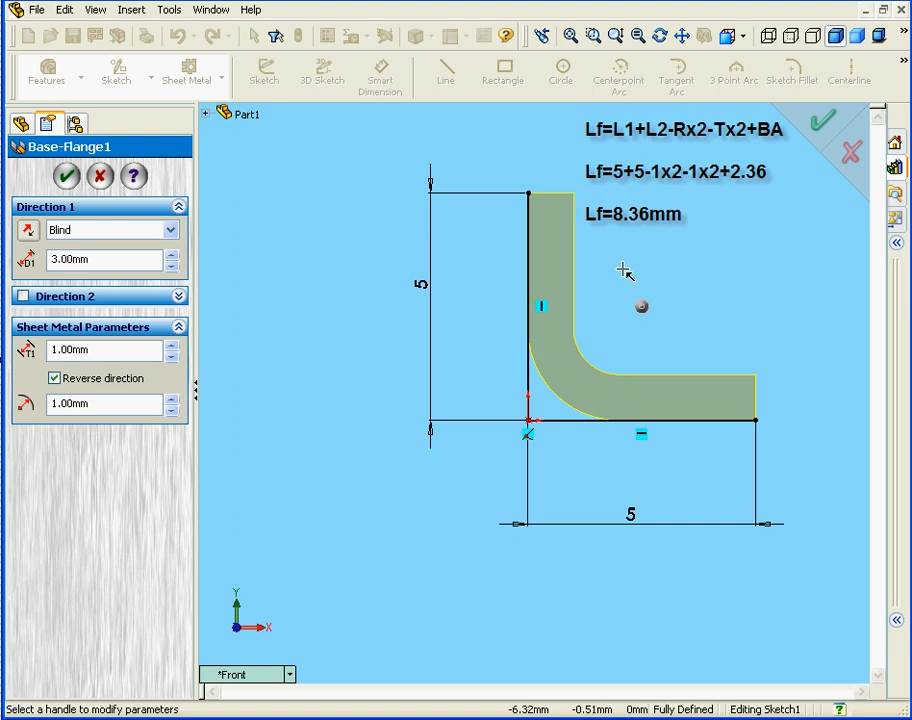 File Edit View Insert Tools Window Help
Features Sketch Sheet Metal Sketch 3D Sketch Smart Dimension Line Rectangle Circle Centerpoint Arc Tangent Arc 3 Point Arc Sketch Fillet Centerline
Part1
Base-Flange1
Direction 1
Blind
D1 3.00mm
Direction 2
Sheet Metal Parameters
T1 1.00mm
Reverse direction
1.00mm
Lf=L1+L2-Rx2-Tx2+BA
Lf=5+5-1x2-1x2+2.36
Lf=8.36mm
5
5
Y
X
*Front
Select a handle to modify parameters -6.32mm -0.51mm 0mm Fully Defined Editing Sketch1